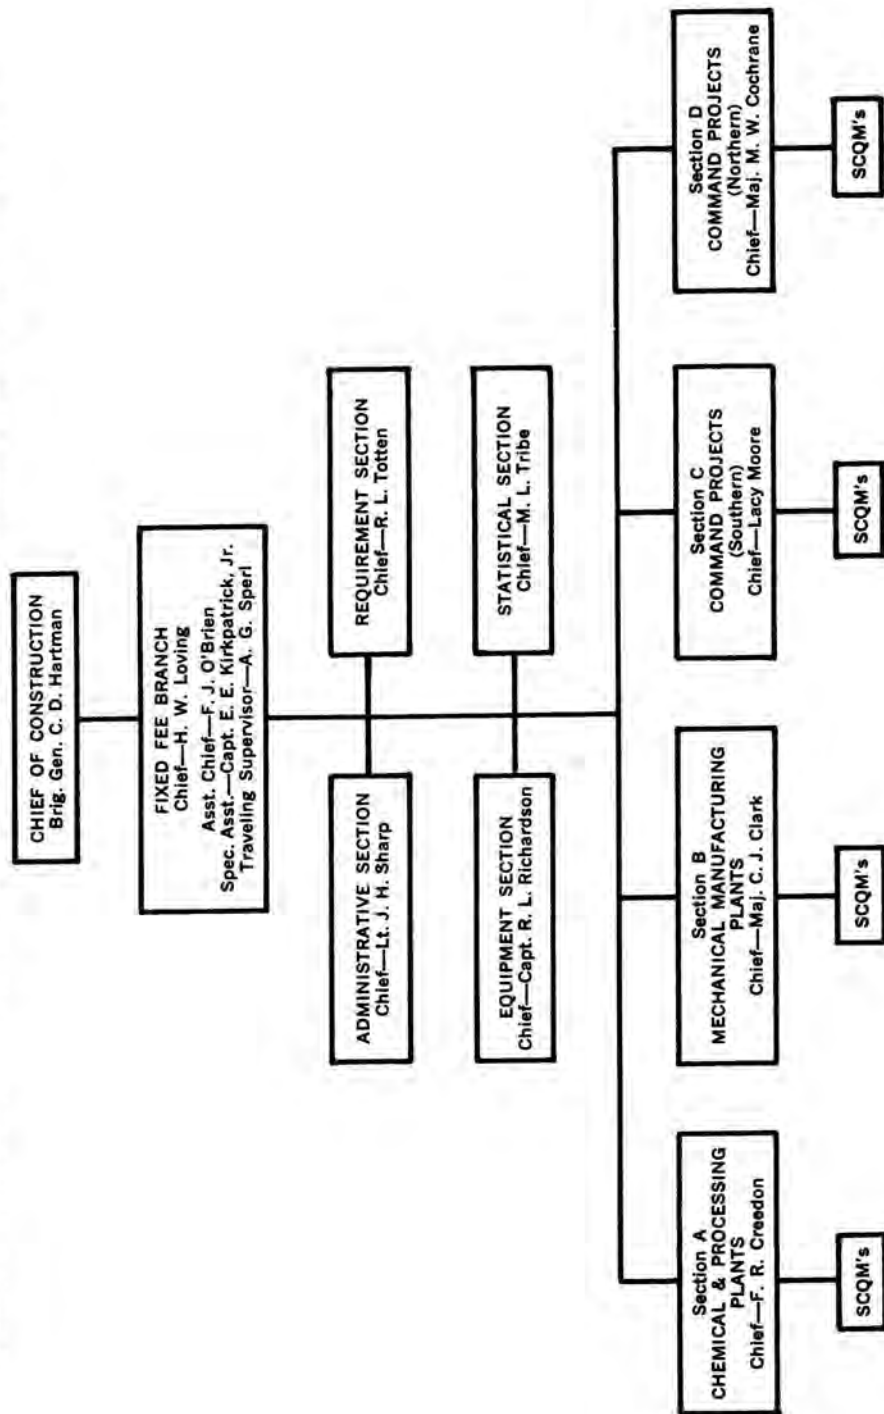 CHIEF OF CONSTRUCTION
Brig. Gen. C. D. Hartman
FIXED FEE BRANCH
Chief—H. W. Loving
Asst. Chief—F. J. O'Brien
Spec. Asst.—Capt. E. E. Kirkpatrick, Jr.
Traveling Supervisor—A. G. Sperl
ADMINISTRATIVE SECTION
Chief—Lt. J. H. Sharp
REQUIREMENT SECTION
Chief—R. L. Totten
EQUIPMENT SECTION
Chief—Capt. R. L. Richardson
STATISTICAL SECTION
Chief—M. L. Tribe
Section A
CHEMICAL & PROCESSING
PLANTS
Chief—F. R. Creedon
Section B
MECHANICAL MANUFACTURING
PLANTS
Chief—Maj. C. J. Clark
Section C
COMMAND PROJECTS
(Southern)
Chief—Lacy Moore
Section D
COMMAND PROJECTS
(Northern)
Chief—Maj. M. W. Cochrane
SCQM's
SCQM's
SCQM's
SCQM's